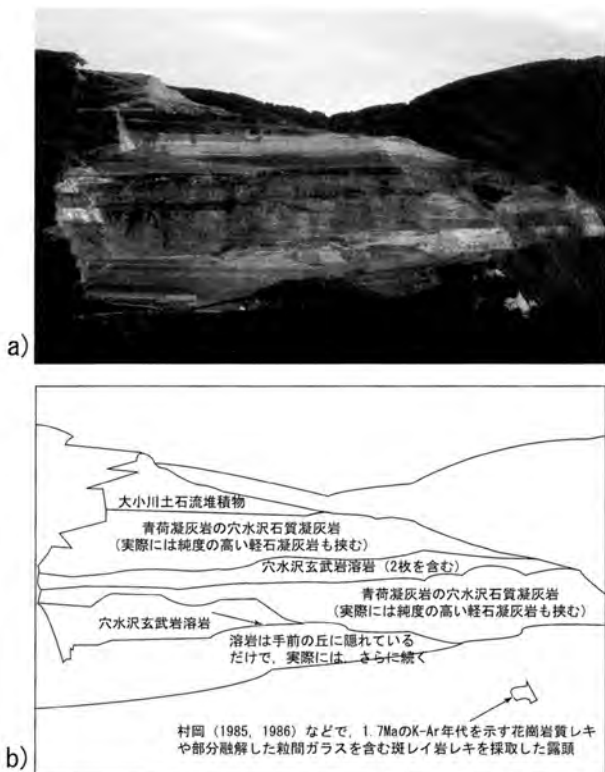 a)
大小川土石流堆積物
青荷凝灰岩の穴水沢石質凝灰岩
(実際には純度の高い軽石凝灰岩も挟む)
穴水沢玄武岩溶岩 (2枚を含む)
青荷凝灰岩の穴水沢石質凝灰岩
(実際には純度の高い軽石凝灰岩も挟む)
穴水沢玄武岩溶岩
溶岩は手前の丘に隠れている
だけで，実際には，さらに続く
村岡 (1985, 1986) などで，1.7MaのK-Ar年代を示す花崗岩質レキ
や部分融解した粒間ガラスを含む斑レイ岩レキを採取した露頭
b)